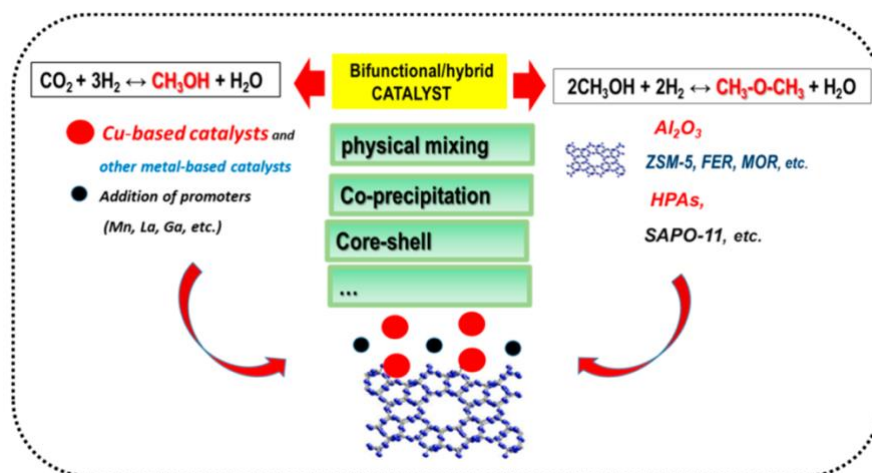 CO₂ + 3H₂ ↔ CH₃OH + H₂O
Cu-based catalysts and
other metal-based catalysts
Addition of promoters
(Mn, La, Ga, etc.)
Bifunctional/hybrid
CATALYST
physical mixing
Co-precipitation
Core-shell
...
2CH₃OH + 2H₂ ↔ CH₃-O-CH₃ + H₂O
Al₂O₃
ZSM-5, FER, MOR, etc.
HPAs,
SAPO-11, etc.